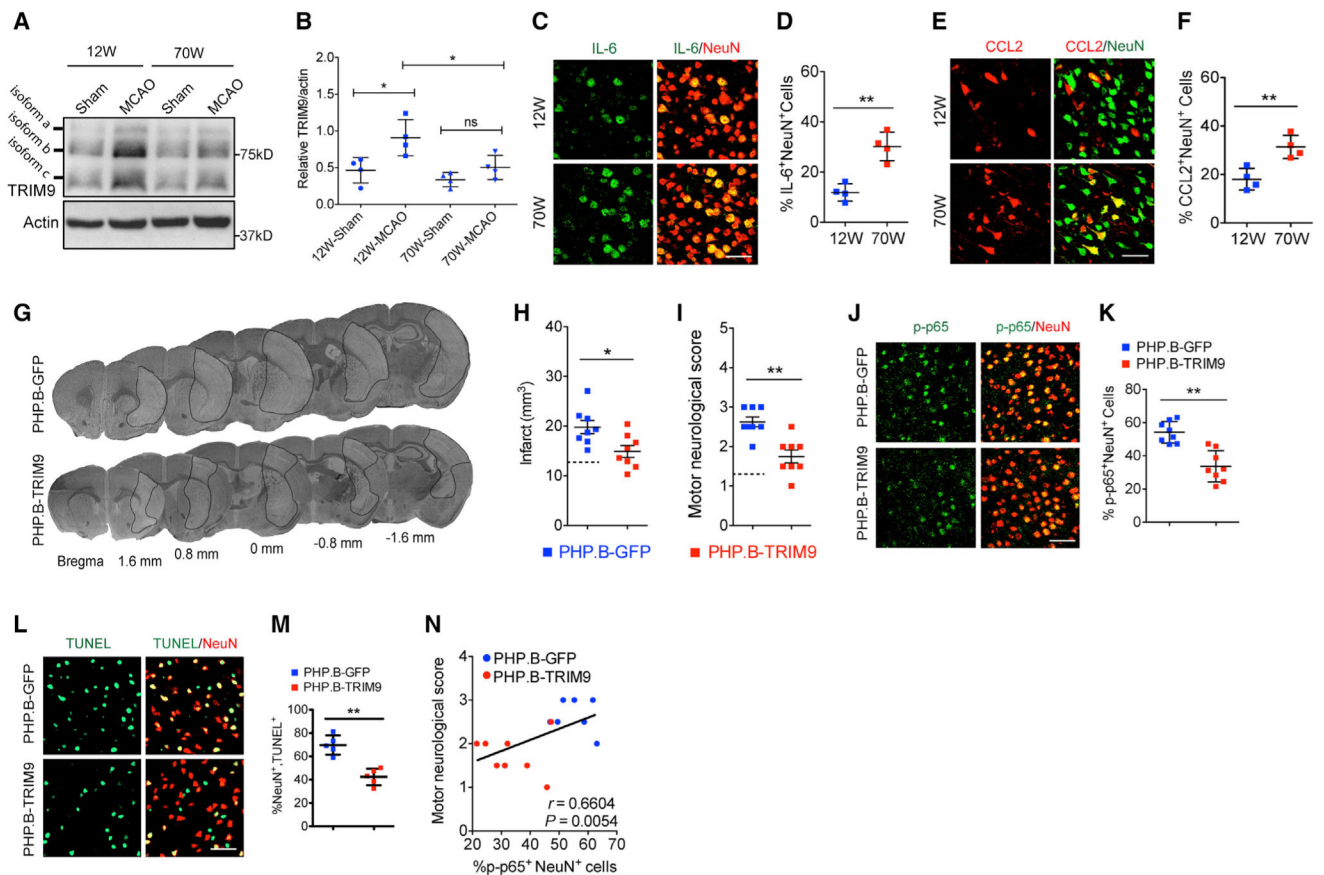 A
12W 70W
Sham MCAO Sham MCAO
isoform a
isoform b
isoform c
TRIM9
Actin
75kD
37kD
B
Relative TRIM9/actin
2.0
1.5
1.0
0.5
0.0
*
*
ns
12W-Sham
12W-MCAO
70W-Sham
70W-MCAO
C
IL-6 IL-6/NeuN
12W
70W
D
% IL-6⁺NeuN⁺ Cells
60
40
20
0
**
12W 70W
E
CCL2 CCL2/NeuN
12W
70W
F
% CCL2⁺NeuN⁺ Cells
60
40
20
0
**
12W 70W
G
PHP.B-GFP
PHP.B-TRIM9
Bregma 1.6 mm 0.8 mm 0 mm -0.8 mm -1.6 mm
H
Infarct (mm³)
40
30
20
10
0
*
I
Motor neurological score
5
4
3
2
1
0
**
PHP.B-GFP PHP.B-TRIM9
J
p-p65 p-p65/NeuN
PHP.B-GFP
PHP.B-TRIM9
K
PHP.B-GFP
PHP.B-TRIM9
% p-p65⁺NeuN⁺ Cells
80
60
40
20
0
**
L
TUNEL TUNEL/NeuN
PHP.B-GFP
PHP.B-TRIM9
M
PHP.B-GFP
PHP.B-TRIM9
%NeuN⁺,TUNEL⁺
100
80
60
40
20
0
**
N
PHP.B-GFP
PHP.B-TRIM9
Motor neurological score
4
3
2
1
0
r = 0.6604
P = 0.0054
20 30 40 50 60 70
%p-p65⁺ NeuN⁺ cells